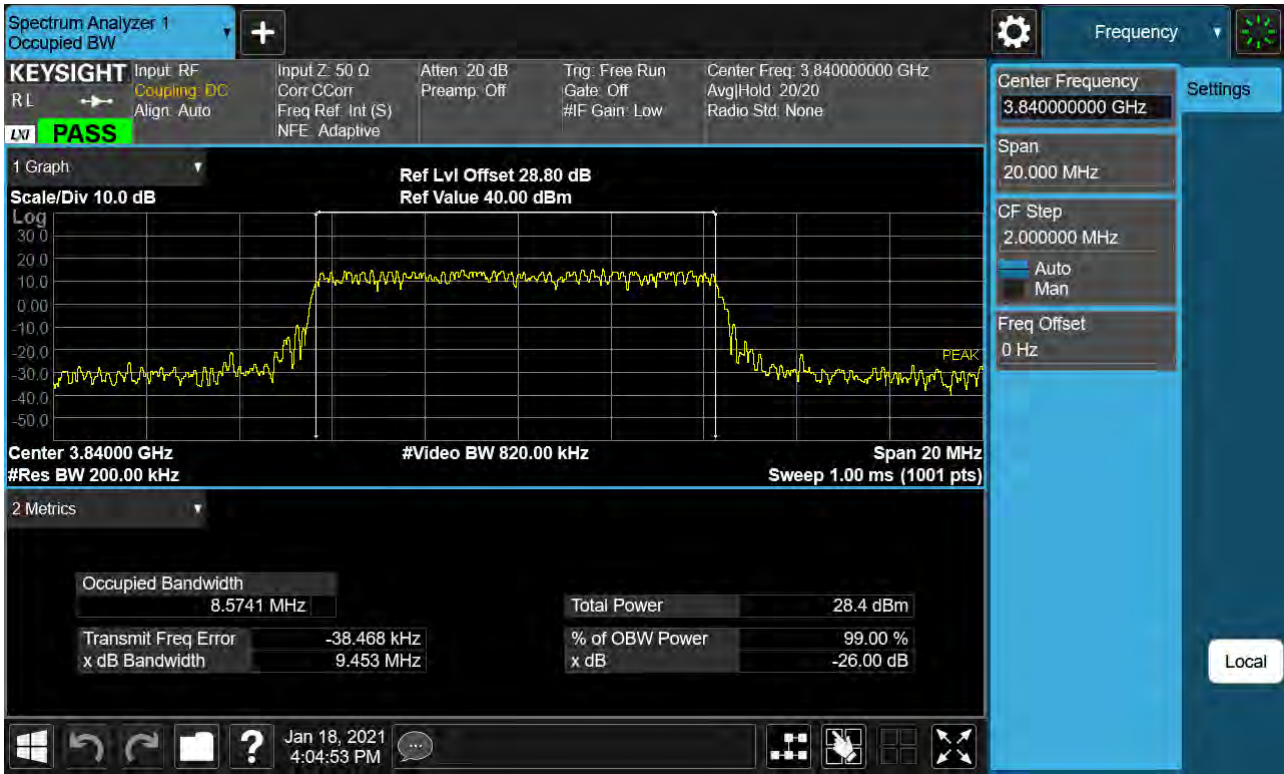 Spectrum Analyzer 1
Occupied BW
Frequency
KEYSIGHT
RL
LXI
PASS
Input: RF
Coupling: DC
Align: Auto
Input Z: 50 Ω
Corr CCorr
Freq Ref: Int (S)
NFE: Adaptive
Atten: 20 dB
Preamp: Off
Trig: Free Run
Gate: Off
#IF Gain: Low
Center Freq: 3.840000000 GHz
Avg|Hold: 20/20
Radio Std: None
Center Frequency
3.840000000 GHz
Settings
Span
20.000 MHz
CF Step
2.000000 MHz
Auto
Man
Freq Offset
0 Hz
Local
1 Graph
Scale/Div 10.0 dB
Ref Lvl Offset 28.80 dB
Ref Value 40.00 dBm
Log
30.0
20.0
10.0
0.00
-10.0
-20.0
-30.0
-40.0
-50.0
PEAK
Center 3.84000 GHz
#Video BW 820.00 kHz
Span 20 MHz
#Res BW 200.00 kHz
Sweep 1.00 ms (1001 pts)
2 Metrics
Occupied Bandwidth
8.5741 MHz
Total Power 28.4 dBm
Transmit Freq Error -38.468 kHz
% of OBW Power 99.00 %
x dB Bandwidth 9.453 MHz
x dB -26.00 dB
?
Jan 18, 2021
4:04:53 PM